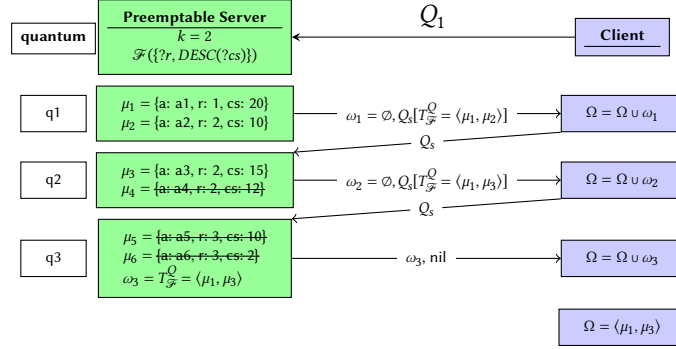 quantum
Preemptable Server
k = 2
ℱ({?r, DESC(?cs)})
Q₁
Client
q1
μ₁ = {a: a1, r: 1, cs: 20}
μ₂ = {a: a2, r: 2, cs: 10}
ω₁ = ∅, Qₛ[T^Q_ℱ = ⟨μ₁, μ₂⟩]
Ω = Ω ∪ ω₁
Qₛ
q2
μ₃ = {a: a3, r: 2, cs: 15}
μ₄ = {a: a4, r: 2, cs: 12}
ω₂ = ∅, Qₛ[T^Q_ℱ = ⟨μ₁, μ₃⟩]
Ω = Ω ∪ ω₂
Qₛ
q3
μ₅ = {a: a5, r: 3, cs: 10}
μ₆ = {a: a6, r: 3, cs: 2}
ω₃ = T^Q_ℱ = ⟨μ₁, μ₃⟩
ω₃, nil
Ω = Ω ∪ ω₃
Ω = ⟨μ₁, μ₃⟩